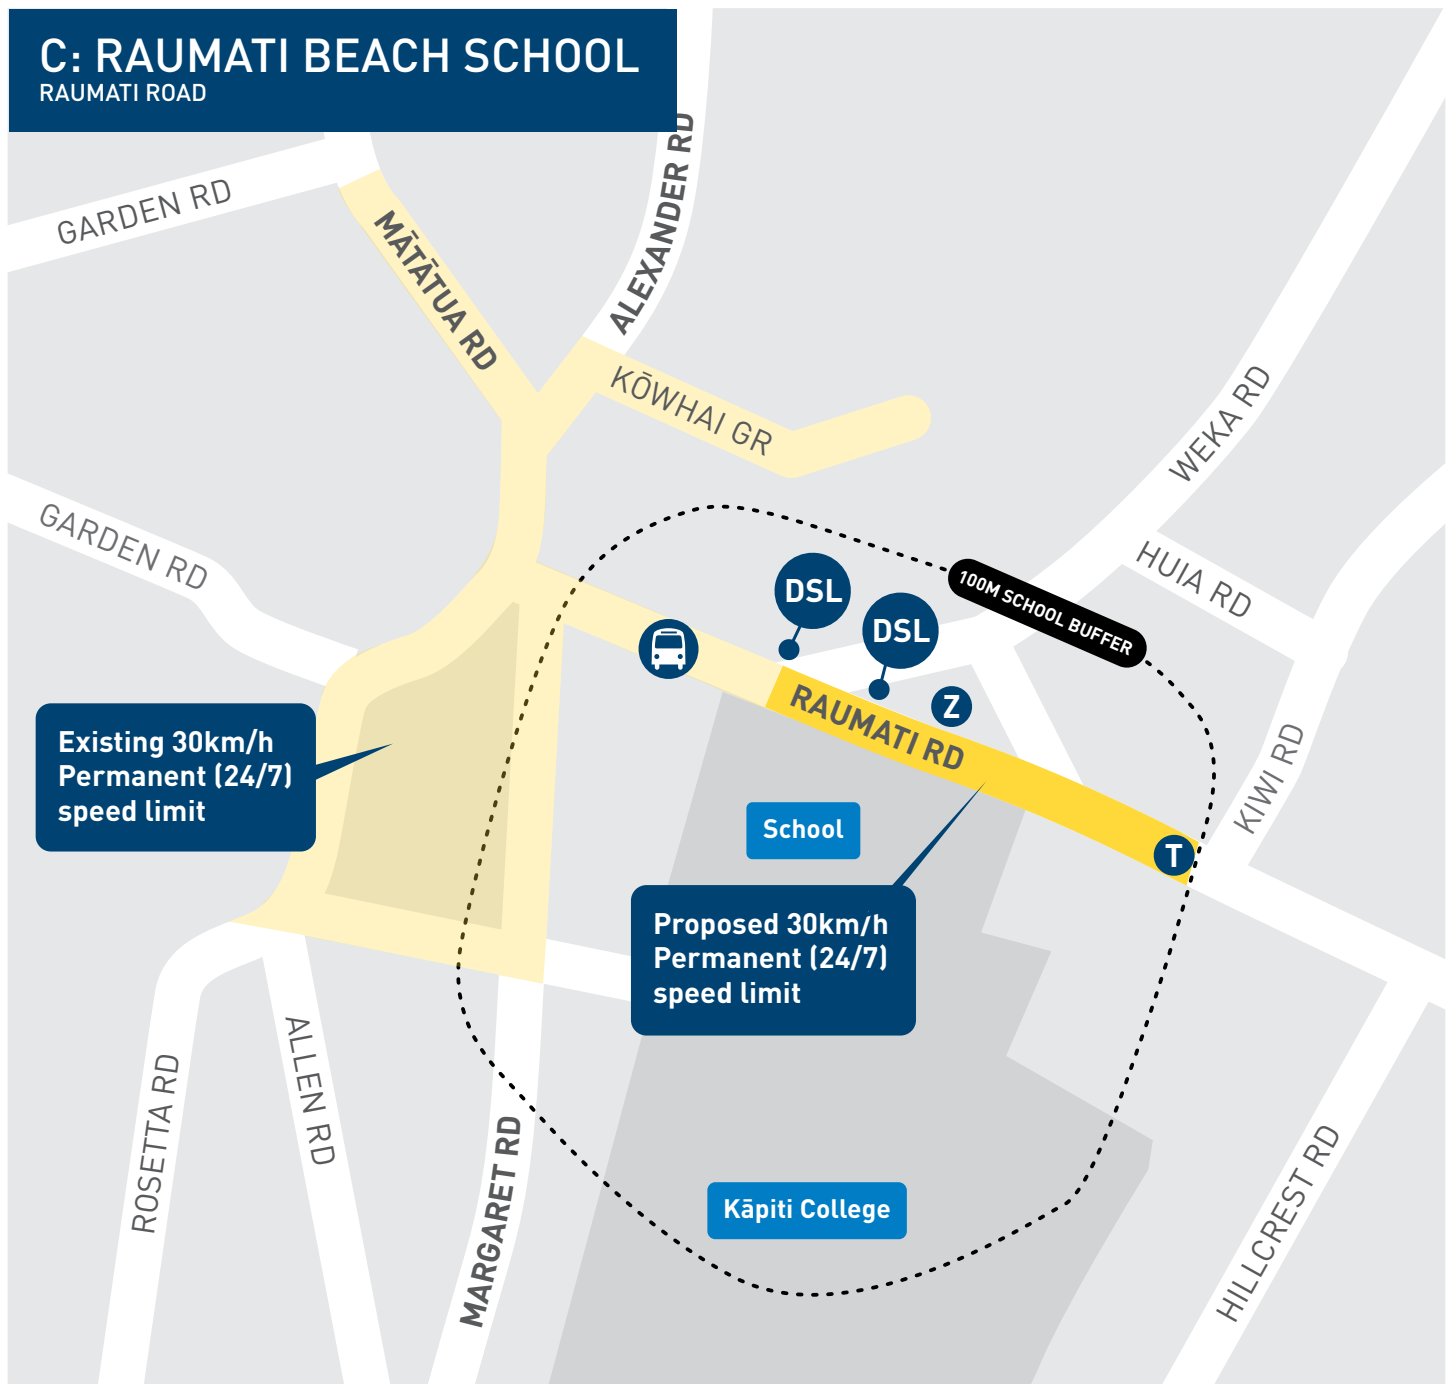 C: RAUMATI BEACH SCHOOL
RAUMATI ROAD
ALEXANDER RD
GARDEN RD
MĀTĀTUA RD
KŌWHAI GR
WEKA RD
GARDEN RD
HUIA RD
100M SCHOOL BUFFER
DSL
DSL
Z
RAUMATI RD
Existing 30km/h
Permanent (24/7)
speed limit
KIWI RD
School
T
Proposed 30km/h
Permanent (24/7)
speed limit
ROSETTA RD
ALLEN RD
MARGARET RD
Kāpiti College
HILLCREST RD